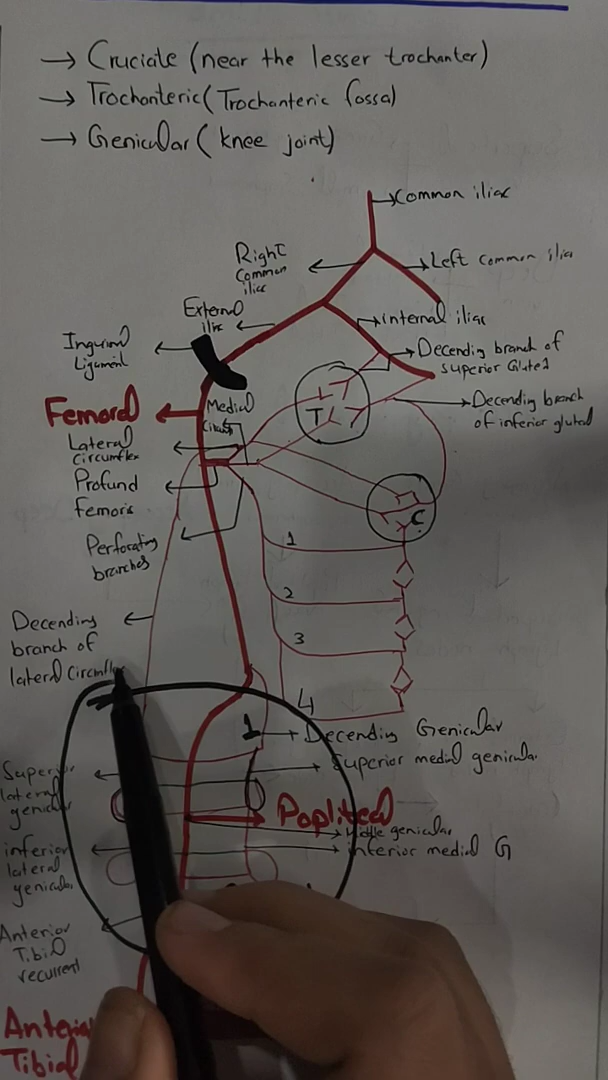 → Cruciate (near the lesser trochanter)
→ Trochanteric (Trochanteric fossa)
→ Genicular (knee joint)
Common iliac
Right
Common
iliac
Left common iliac
External
iliac
internal iliac
Inguinal
Ligament
Decending branch of
superior Gluteal
Femoral
Medial
Circum
T
Decending branch
of inferior gluteal
Lateral
Circumflex
Profund
Femoris
C
Perforating
branches
1
2
3
4
Decending
branch of
lateral Circumflex
1
Decending Genicular
Superior medial genicular
Superior
lateral
genicular
Popliteal
Middle genicular
inferior medial G
inferior
lateral
genicular
Anterior
Tibial
recurrent
Anterior
Tibial